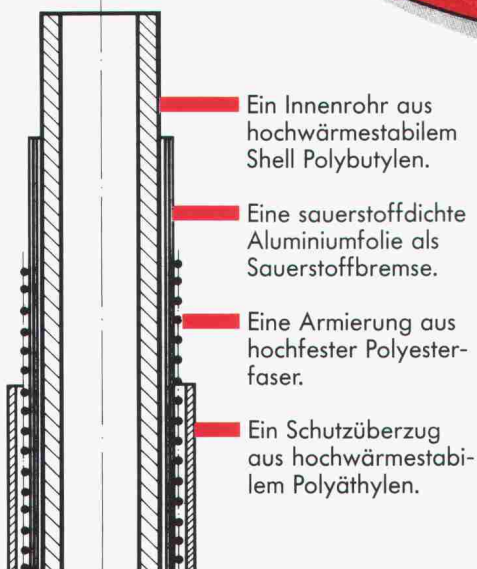 Ein Innenrohr aus
hochwärmestabilem
Shell Polybutylen.
Eine sauerstoffdichte
Aluminiumfolie als
Sauerstoffbremse.
Eine Armierung aus
hochfester Polyester-
faser.
Ein Schutzüberzug
aus hochwärmestabi-
lem Polyäthylen.